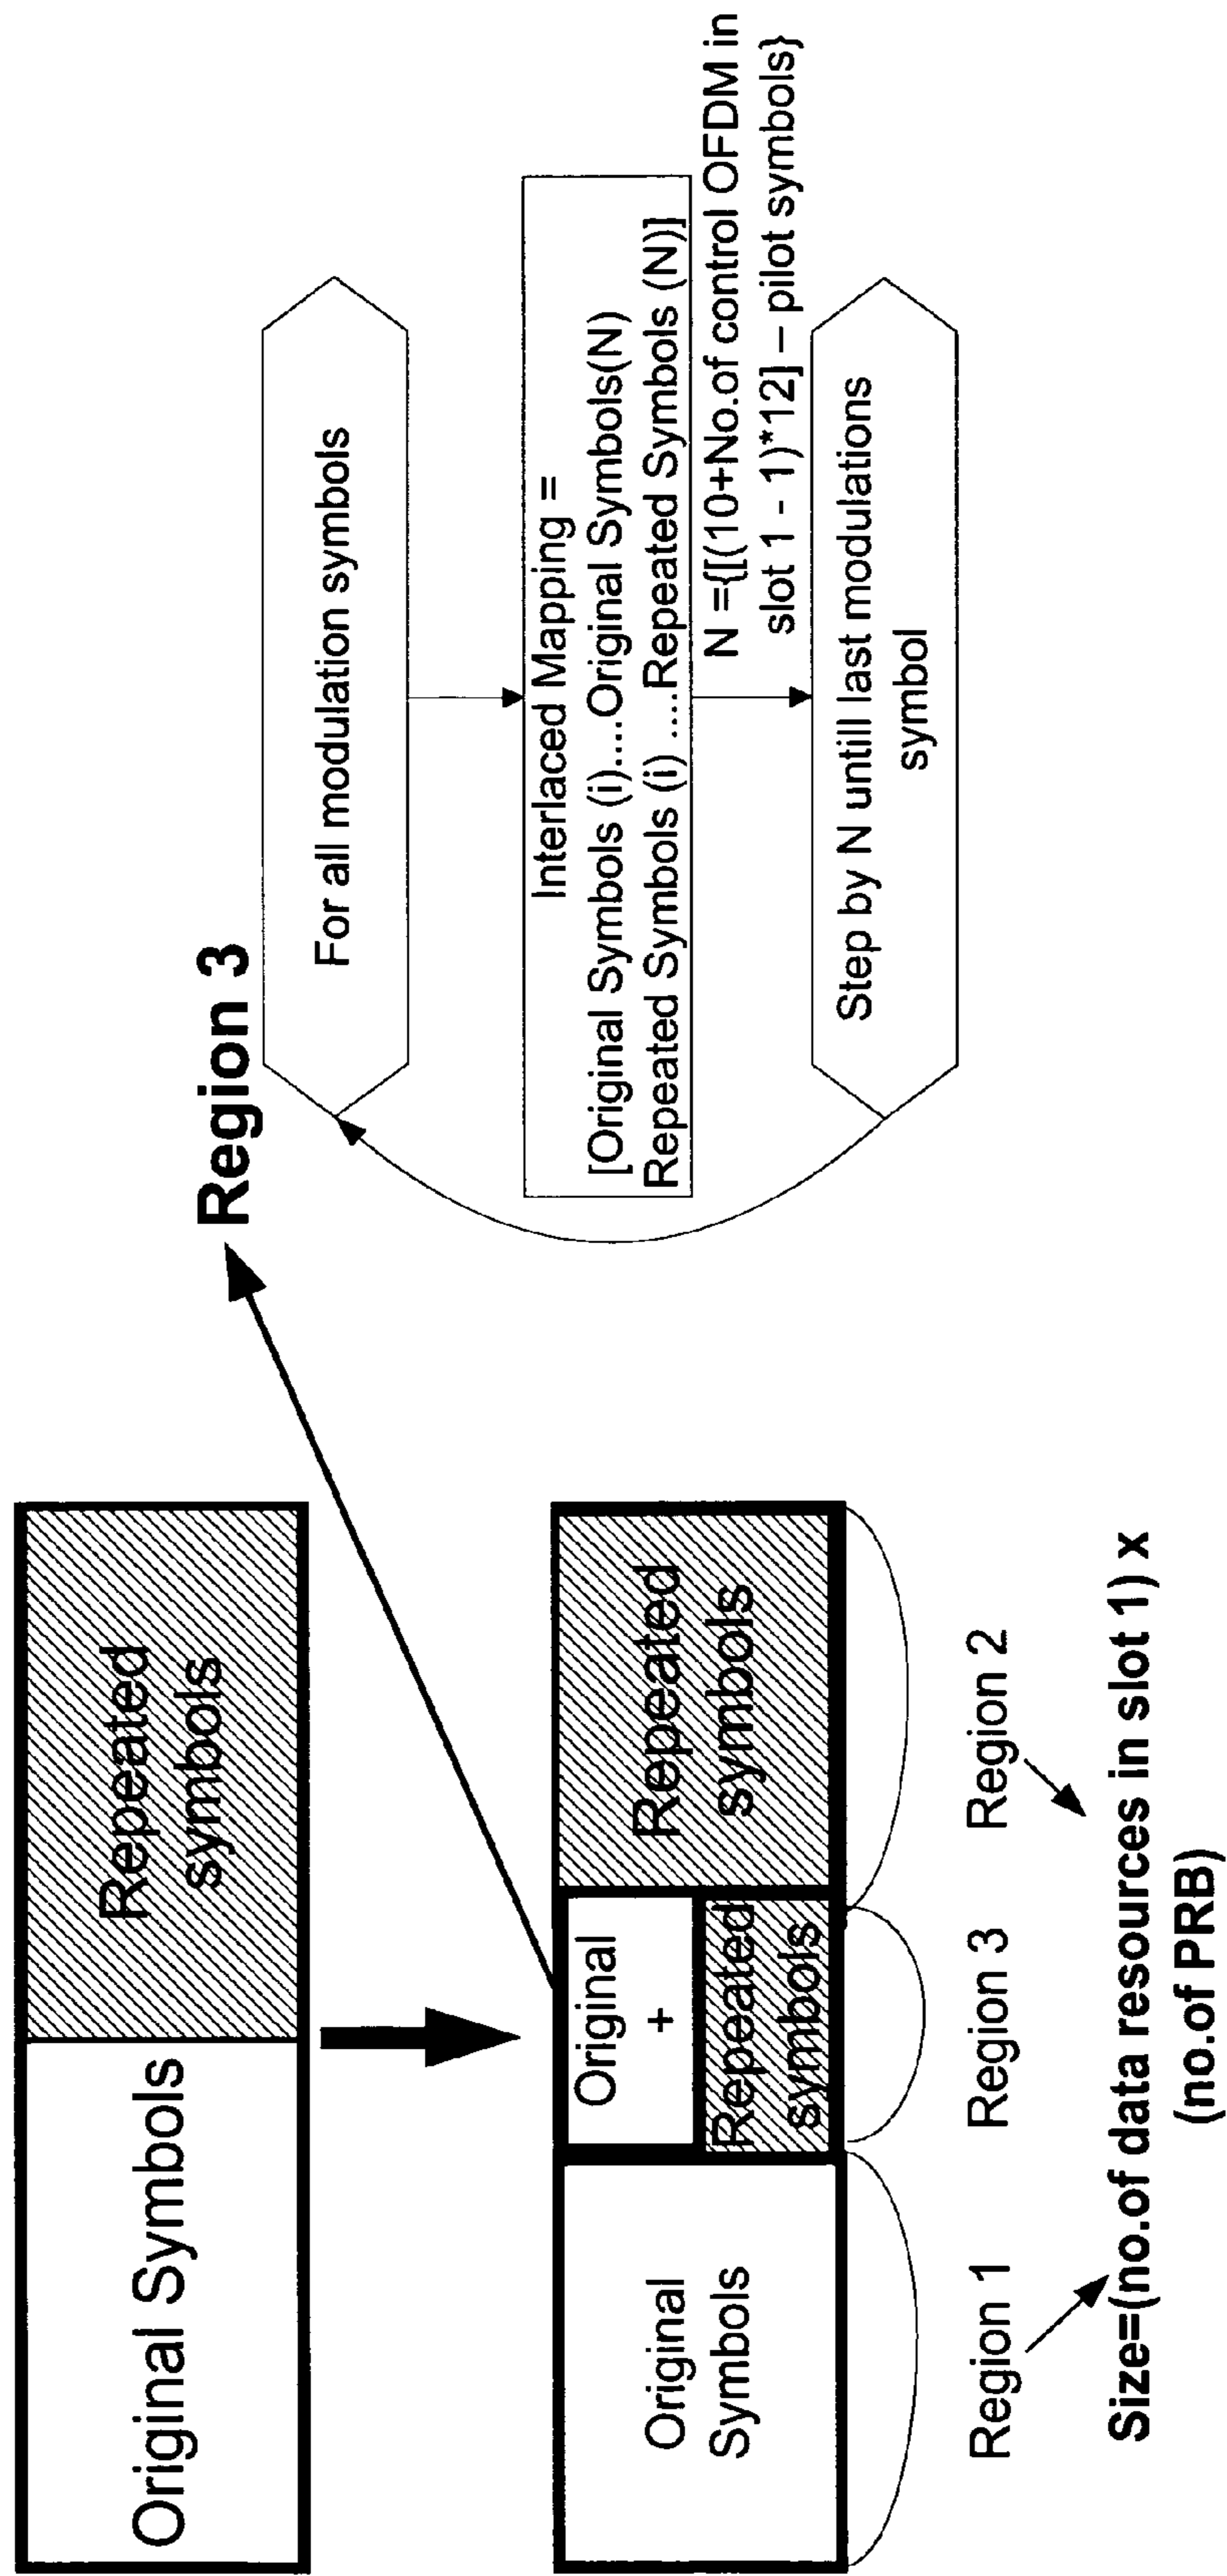 Original Symbols
Repeated
symbols
Original
Symbols
Original
+
Repeated
symbols
Repeated
symbols
Region 1
Region 3
Region 2
Size=(no.of data resources in slot 1) x
(no.of PRB)
Region 3
For all modulation symbols
Interlaced Mapping =
[Original Symbols (i)....Original Symbols(N)
Repeated Symbols (i) ....Repeated Symbols (N)]
N ={[(10+No.of control OFDM in
slot 1 - 1)*12] – pilot symbols}
Step by N untill last modulations
symbol